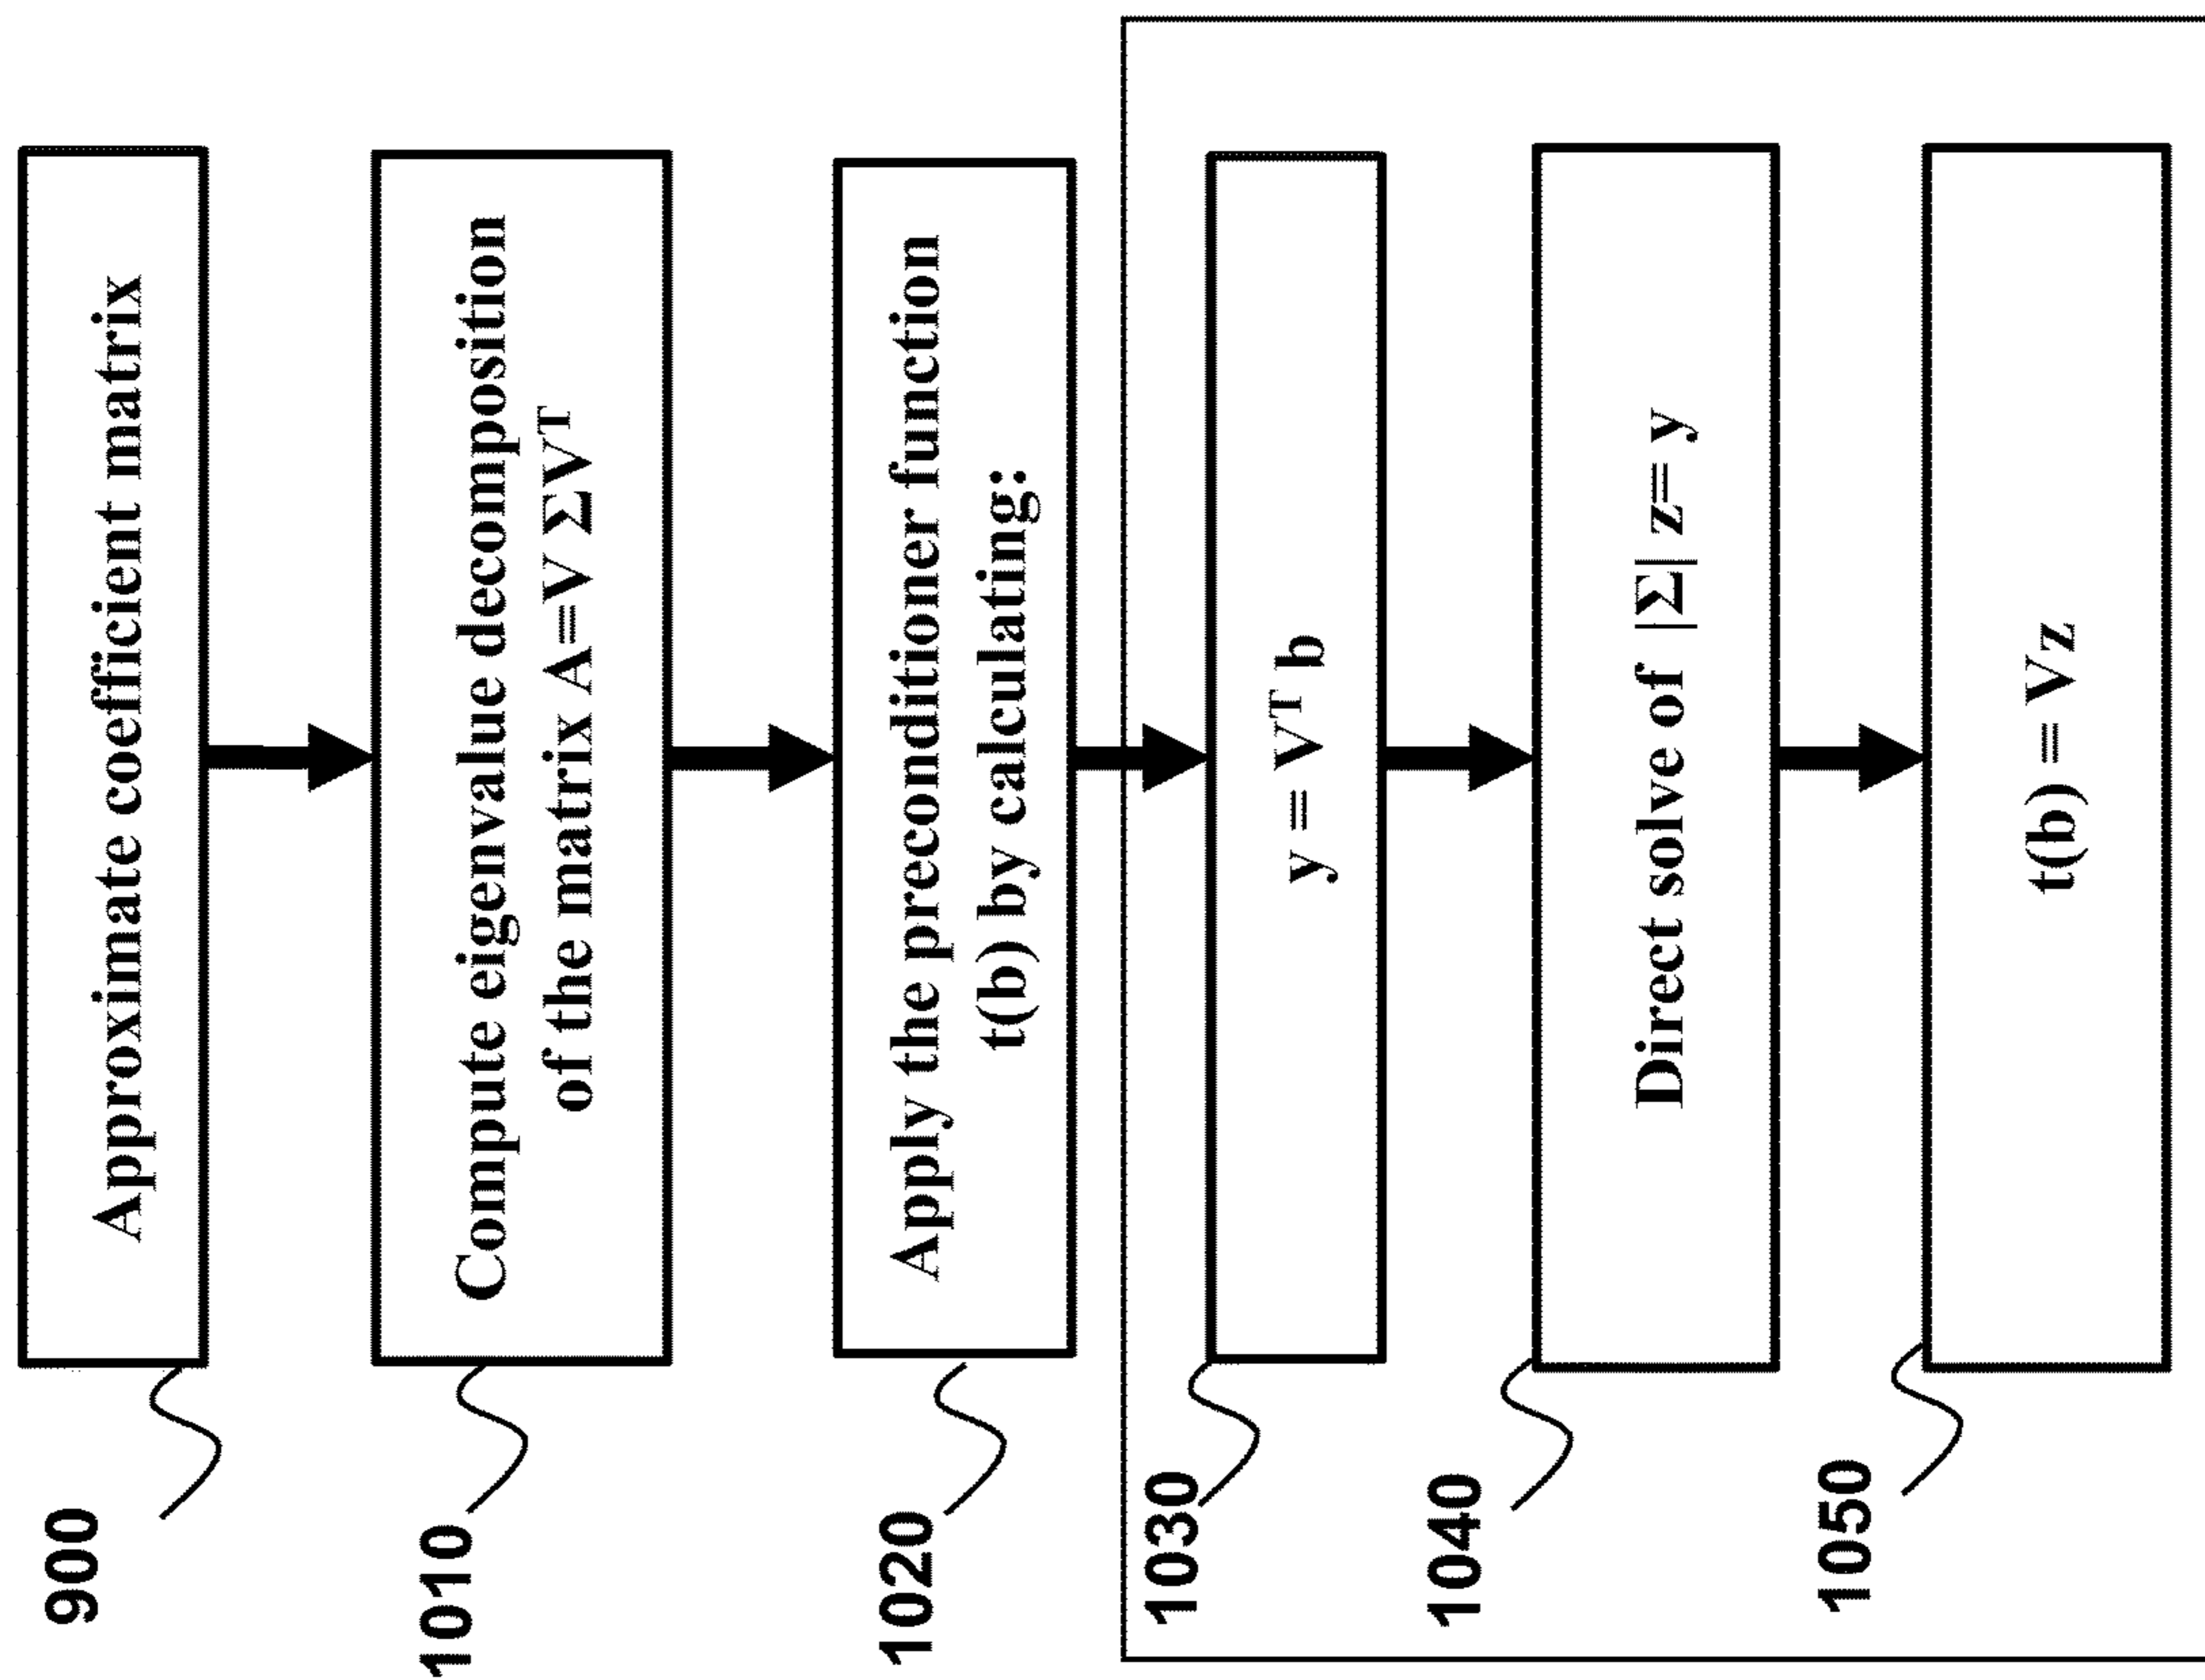 900
Approximate coefficient matrix
1010
Compute eigenvalue decomposition
of the matrix A=V ΣVᵀ
1020
Apply the preconditioner function
t(b) by calculating:
1030
y = Vᵀ b
1040
Direct solve of |Σ| z= y
1050
t(b) = Vz